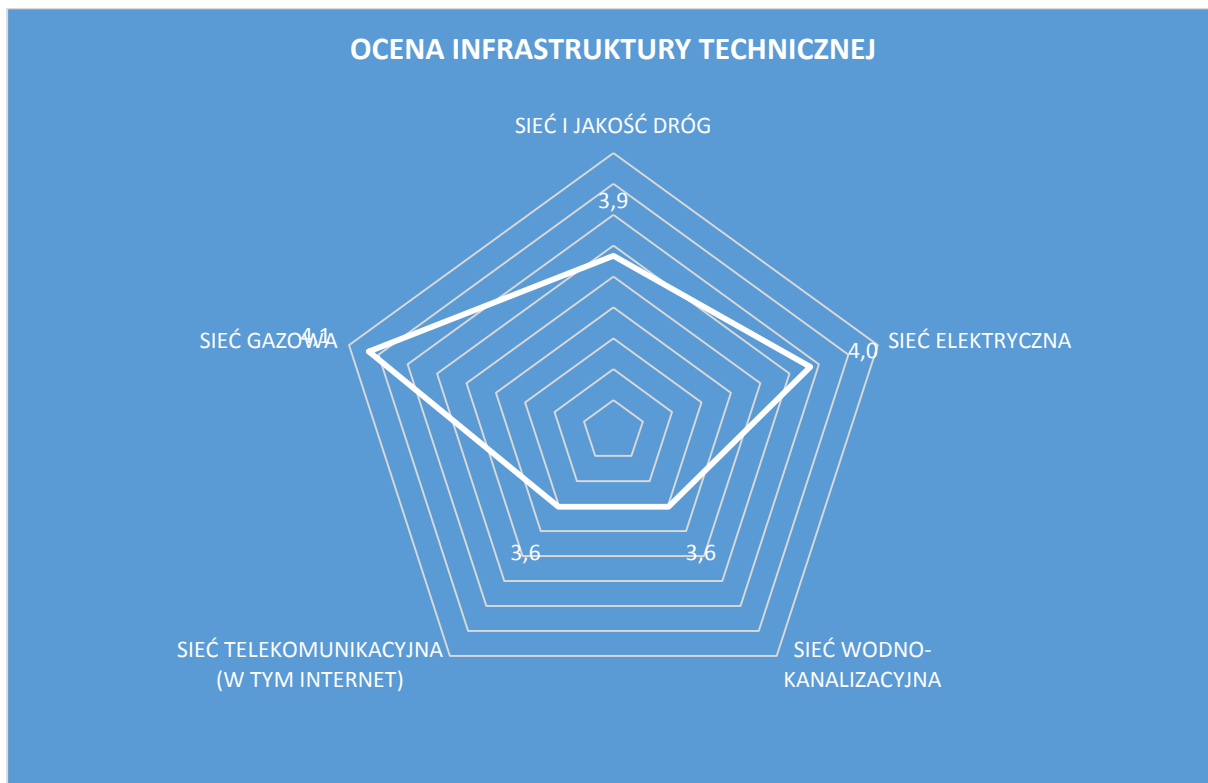 OCENA INFRASTRUKTURY TECHNICZNEJ
SIEĆ I JAKOŚĆ DRÓG
3,9
SIEĆ GAZOWA
4,1
4,0
SIEĆ ELEKTRYCZNA
3,6
3,6
SIEĆ TELEKOMUNIKACYJNA
(W TYM INTERNET)
SIEĆ WODNO-
KANALIZACYJNA